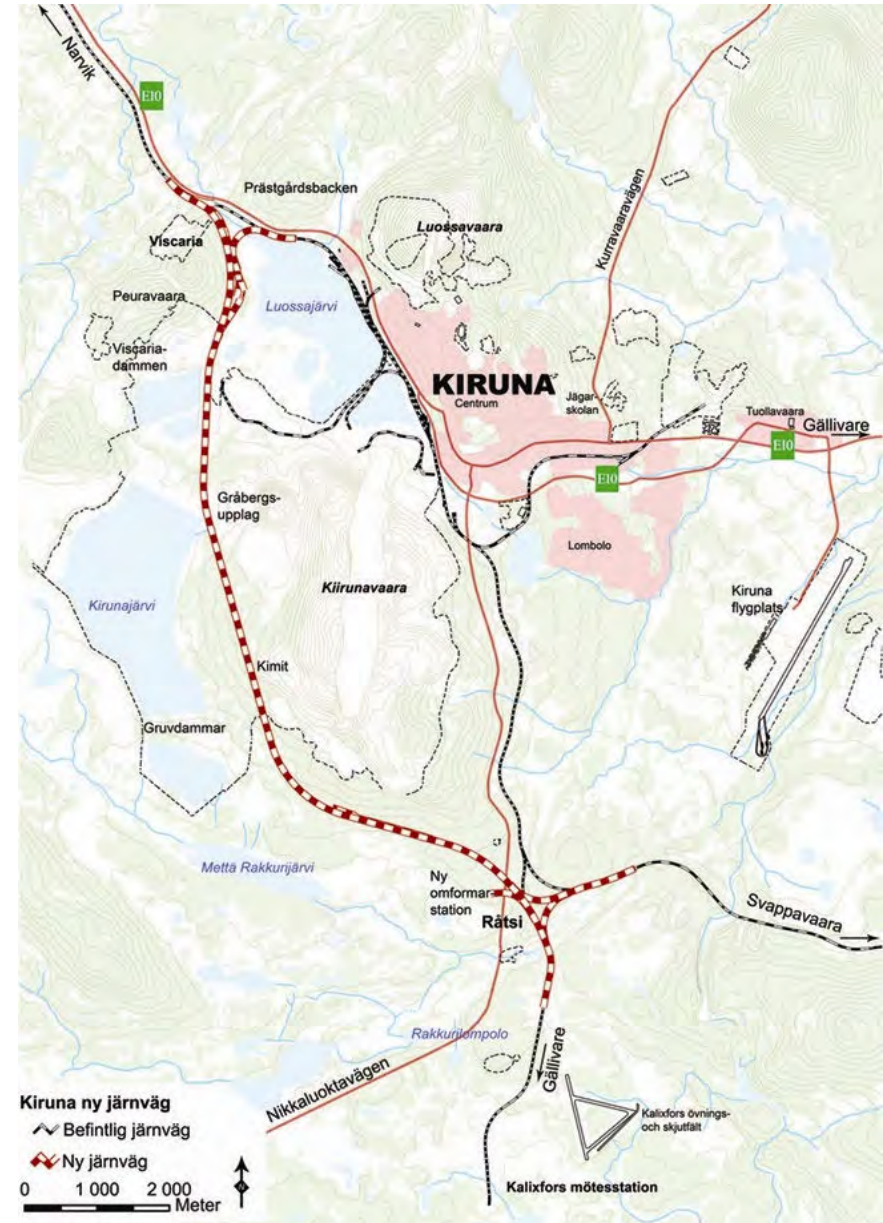 Narvik
E10
Prästgårdsbacken
Viscaria
Luossavaara
Kurravaaravägen
Peuravaara
Luossajärvi
Viscaria-
dammen
KIRUNA
Centrum
Jägar-
skolan
Tuollavaara
Gällivare
E10
E10
Gråbergs-
upplag
Lombolo
Kirunajärvi
Kiirunavaara
Kiruna
flygplats
Kimit
Gruvdammar
Mettä Rakkurijärvi
Ny
omformar-
station
Råtsi
Svappavaara
Rakkurilompolo
Nikkaluoktavägen
Gällivare
Kalixfors övnings-
och skjutfält
Kalixfors mötesstation
Kiruna ny järnväg
Befintlig järnväg
Ny järnväg
N
0 1 000 2 000
Meter